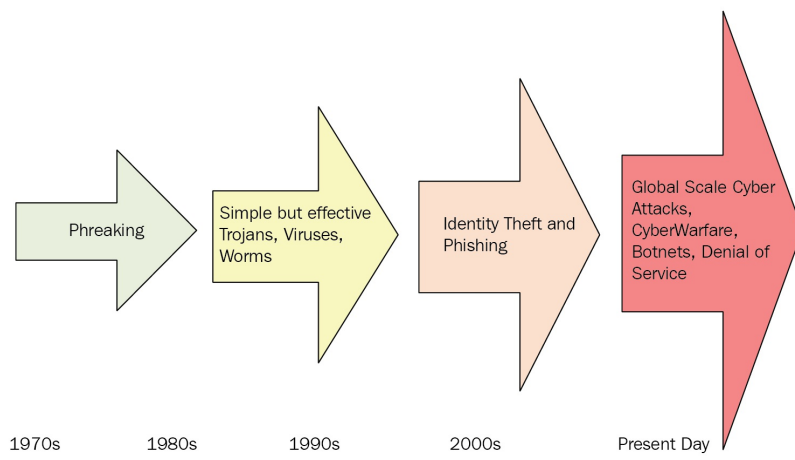 Phreaking
Simple but effective
Trojans, Viruses,
Worms
Identity Theft and
Phishing
Global Scale Cyber
Attacks,
CyberWarfare,
Botnets, Denial of
Service
1970s
1980s
1990s
2000s
Present Day